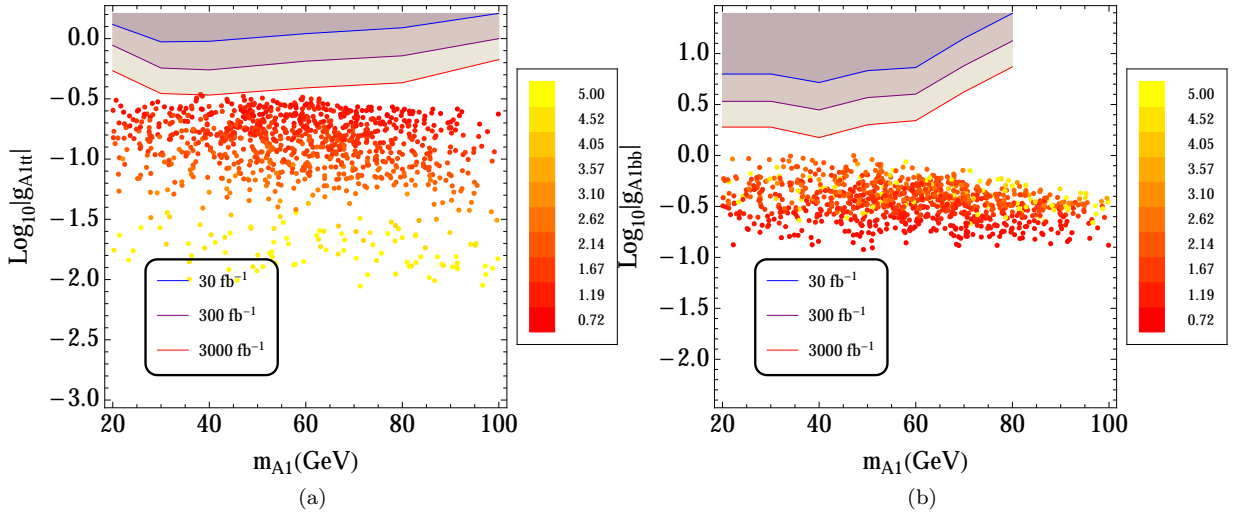 0.0
−0.5
−1.0
−1.5
−2.0
−2.5
−3.0
Log₁₀|g_A1tt|
20 40 60 80 100
m_A1(GeV)
30 fb⁻¹
300 fb⁻¹
3000 fb⁻¹
5.00
4.52
4.05
3.57
3.10
2.62
2.14
1.67
1.19
0.72
(a)
1.0
0.5
0.0
−0.5
−1.0
−1.5
−2.0
Log₁₀|g_A1bb|
20 40 60 80 100
m_A1(GeV)
30 fb⁻¹
300 fb⁻¹
3000 fb⁻¹
5.00
4.52
4.05
3.57
3.10
2.62
2.14
1.67
1.19
0.72
(b)